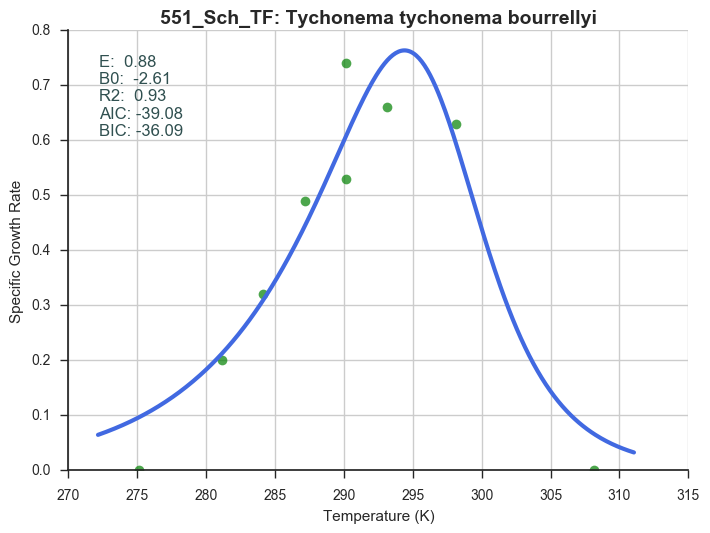 551_Sch_TF: Tychonema tychonema bourrellyi
E:  0.88
B0:  -2.61
R2:  0.93
AIC: -39.08
BIC: -36.09
0.8
0.7
0.6
0.5
0.4
0.3
0.2
0.1
0.0
Specific Growth Rate
270 275 280 285 290 295 300 305 310 315
Temperature (K)